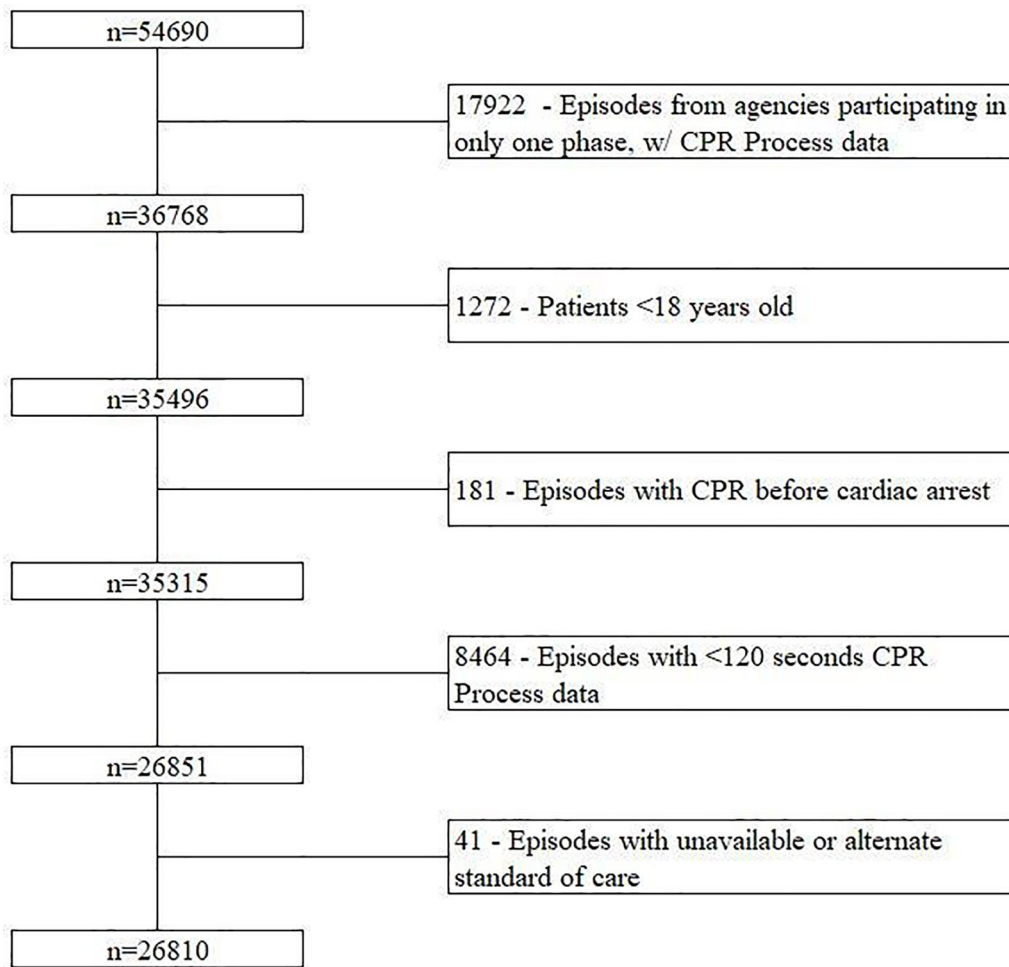 n=54690
17922 - Episodes from agencies participating in
only one phase, w/ CPR Process data
n=36768
1272 - Patients <18 years old
n=35496
181 - Episodes with CPR before cardiac arrest
n=35315
8464 - Episodes with <120 seconds CPR
Process data
n=26851
41 - Episodes with unavailable or alternate
standard of care
n=26810